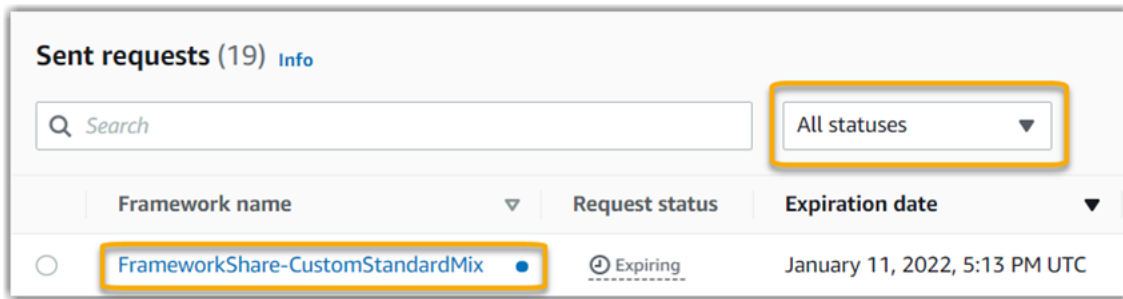 Sent requests (19) Info
Search
All statuses
Framework name
Request status
Expiration date
FrameworkShare-CustomStandardMix
Expiring
January 11, 2022, 5:13 PM UTC